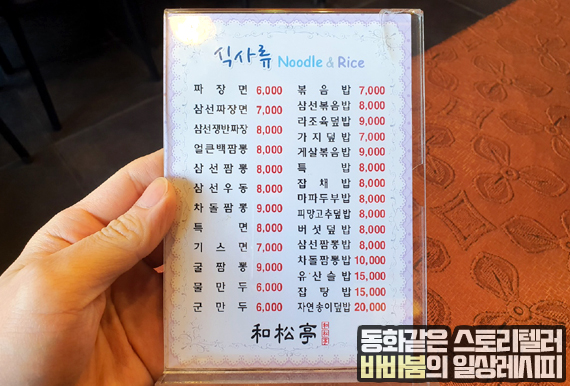 식사류 Noodle & Rice
짜장면 6,000
삼선짜장면 7,000
삼선쟁반짜장 8,000
얼큰백짬뽕 8,000
삼선짬뽕 8,000
삼선우동 8,000
차돌짬뽕 9,000
특면 8,000
기스면 7,000
굴짬뽕 9,000
물만두 6,000
군만두 6,000
볶음밥 7,000
삼선볶음밥 8,000
라조육덮밥 9,000
가지덮밥 7,000
게살볶음밥 9,000
특밥 8,000
잡채밥 8,000
마파두부밥 8,000
피망고추덮밥 8,000
버섯덮밥 8,000
삼선짬뽕밥 8,000
차돌짬뽕밥 10,000
유산슬밥 15,000
잡탕밥 15,000
자연송이덮밥 20,000
和松亭
동화같은 스토리텔러
바바붐의 일상레시피